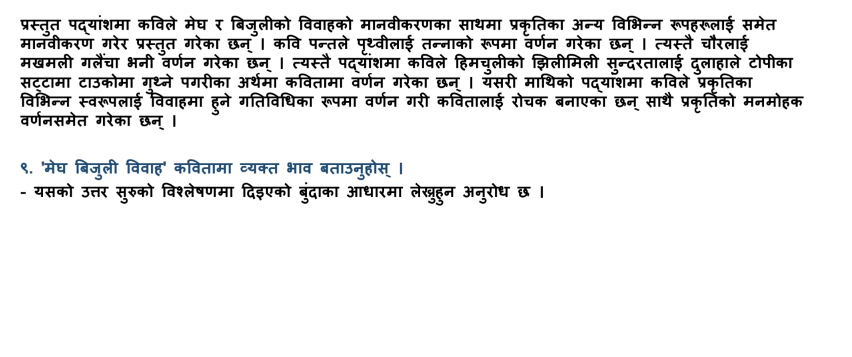 प्रस्तुत पद्यांशमा कविले मेघ र बिजुलीको विवाहको मानवीकरणका साथमा प्रकृतिका अन्य विभिन्न रूपहरूलाई समेत
मानवीकरण गरेर प्रस्तुत गरेका छन् । कवि पन्तले पृथ्वीलाई तन्नाको रूपमा वर्णन गरेका छन् । त्यस्तै चौरलाई
मखमली गलैंचा भनी वर्णन गरेका छन् । त्यस्तै पद्यांशमा कविले हिमचुलीको झिलीमिली सुन्दरतालाई दुलाहाले टोपीका
सट्टामा टाउकोमा गुथ्ने पगरीका अर्थमा कवितामा वर्णन गरेका छन् । यसरी माथिको पद्यांशमा कविले प्रकृतिका
विभिन्न स्वरूपलाई विवाहमा हुने गतिविधिका रूपमा वर्णन गरी कवितालाई रोचक बनाएका छन् साथै प्रकृतिको मनमोहक
वर्णनसमेत गरेका छन् ।
९. 'मेघ बिजुली विवाह' कवितामा व्यक्त भाव बताउनुहोस् ।
- यसको उत्तर सुरुको विश्लेषणमा दिइएको बुंदाका आधारमा लेख्नुहुन अनुरोध छ ।